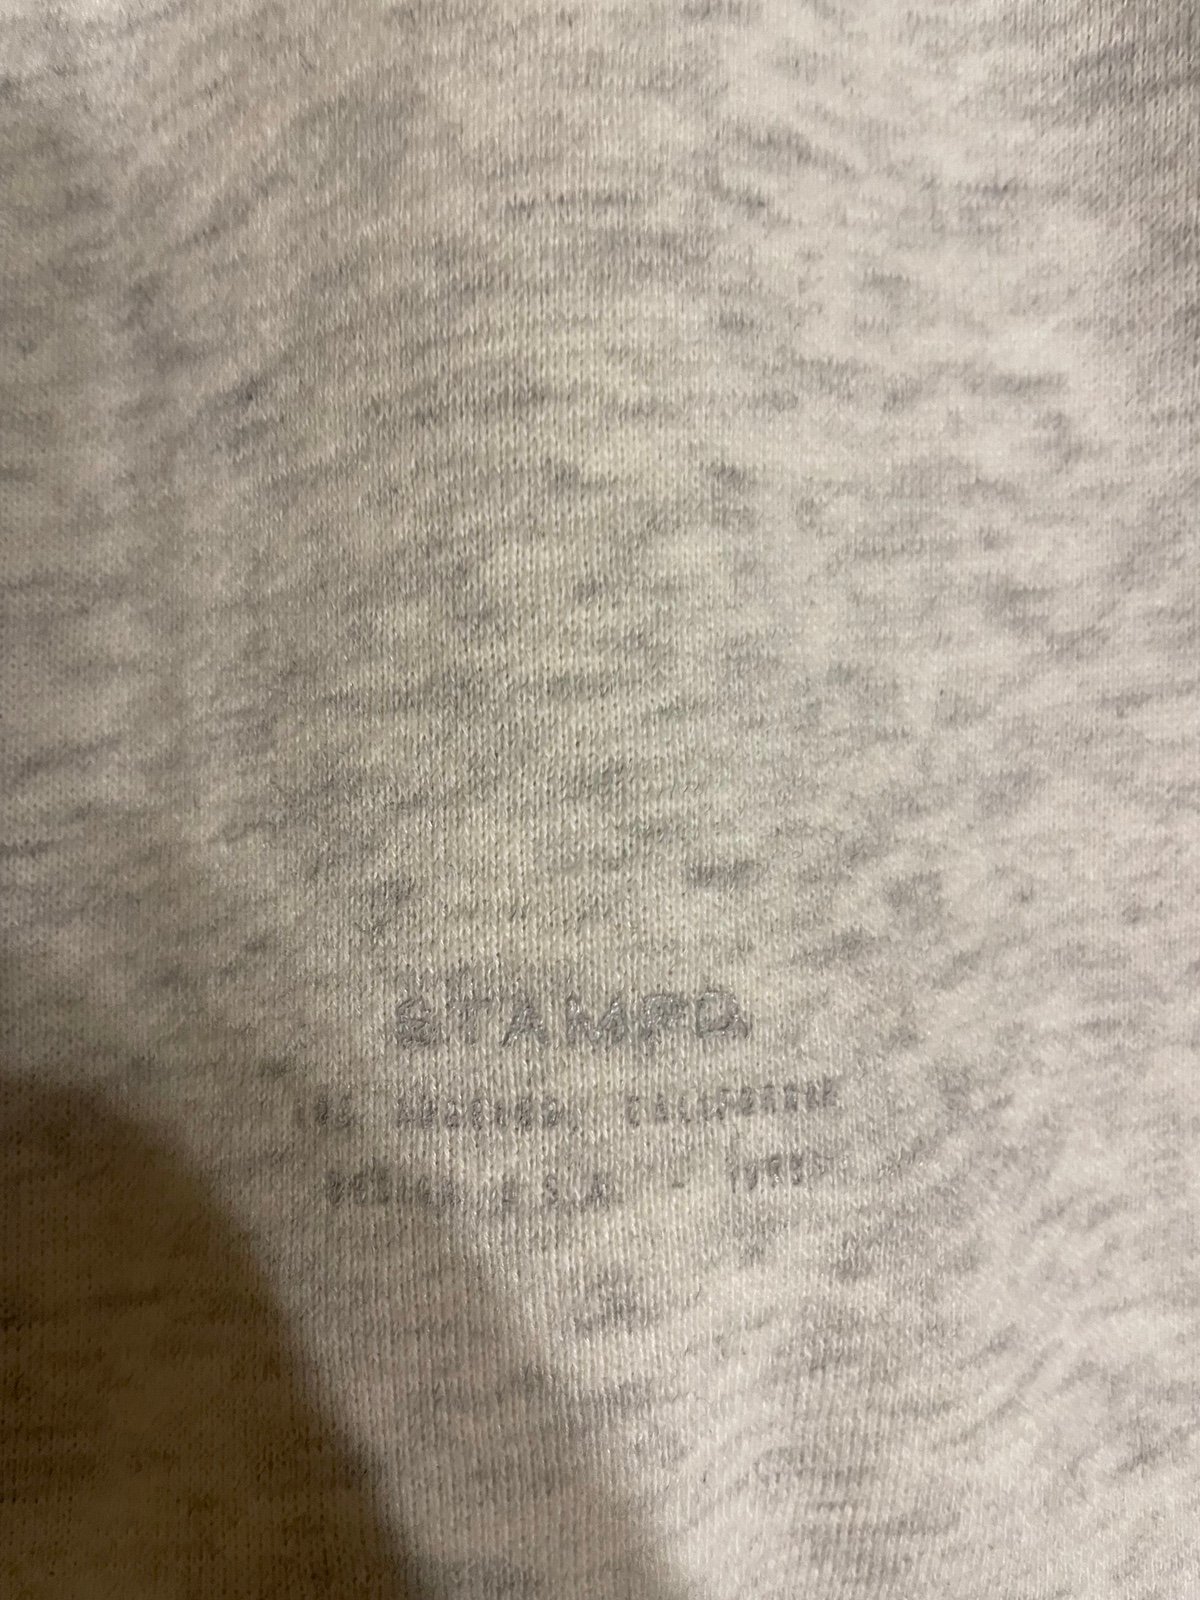 STAMPD
LOS ANGELES, CALIFORNIA
U.S.A. -